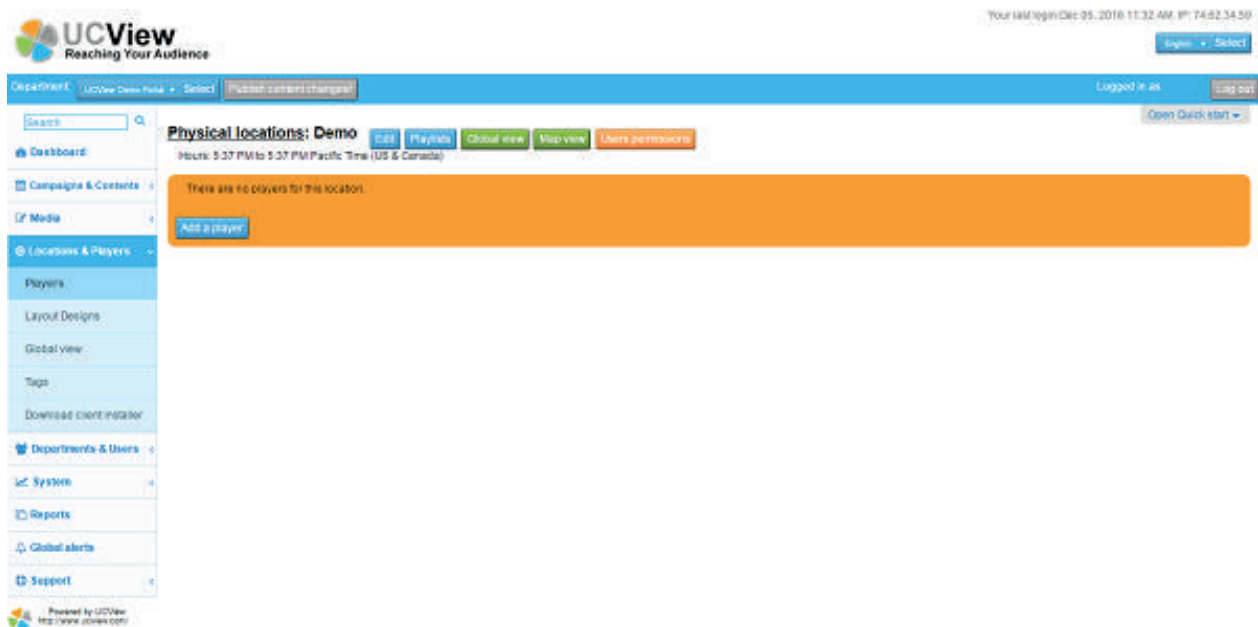 Your last login Dec 05, 2016 11:32 AM, IP: 74.62.34.50
UCView
Reaching Your Audience
English Select
Department: UCView Demo Portal Select Publish content changes! Logged in as Log out
Search
Open Quick start
Physical locations: Demo Edit Playlists Global view Map view Users permissions
Hours: 5:37 PM to 5:37 PM Pacific Time (US & Canada)
Dashboard
Campaigns & Contents
There are no players for this location.
Media
Add a player
Locations & Players
Players
Layout Designs
Global view
Tags
Download client installer
Departments & Users
System
Reports
Global alerts
Support
Powered by UCView
http://www.ucview.com/